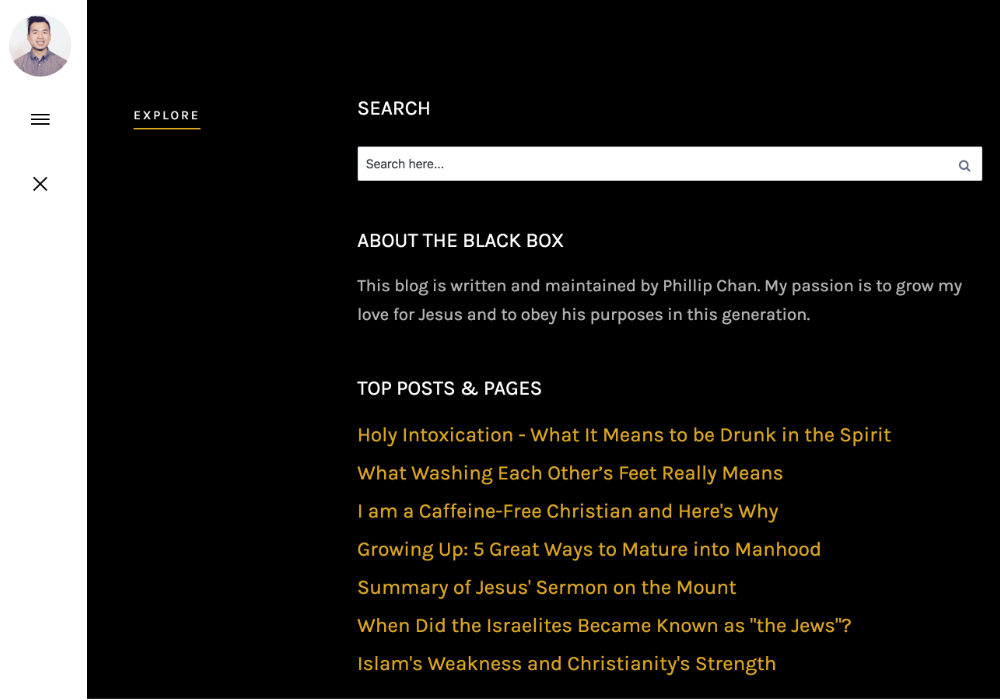 EXPLORE
SEARCH
Search here...
ABOUT THE BLACK BOX
This blog is written and maintained by Phillip Chan. My passion is to grow my
love for Jesus and to obey his purposes in this generation.
TOP POSTS & PAGES
Holy Intoxication - What It Means to be Drunk in the Spirit
What Washing Each Other’s Feet Really Means
I am a Caffeine-Free Christian and Here's Why
Growing Up: 5 Great Ways to Mature into Manhood
Summary of Jesus' Sermon on the Mount
When Did the Israelites Became Known as "the Jews"?
Islam's Weakness and Christianity's Strength